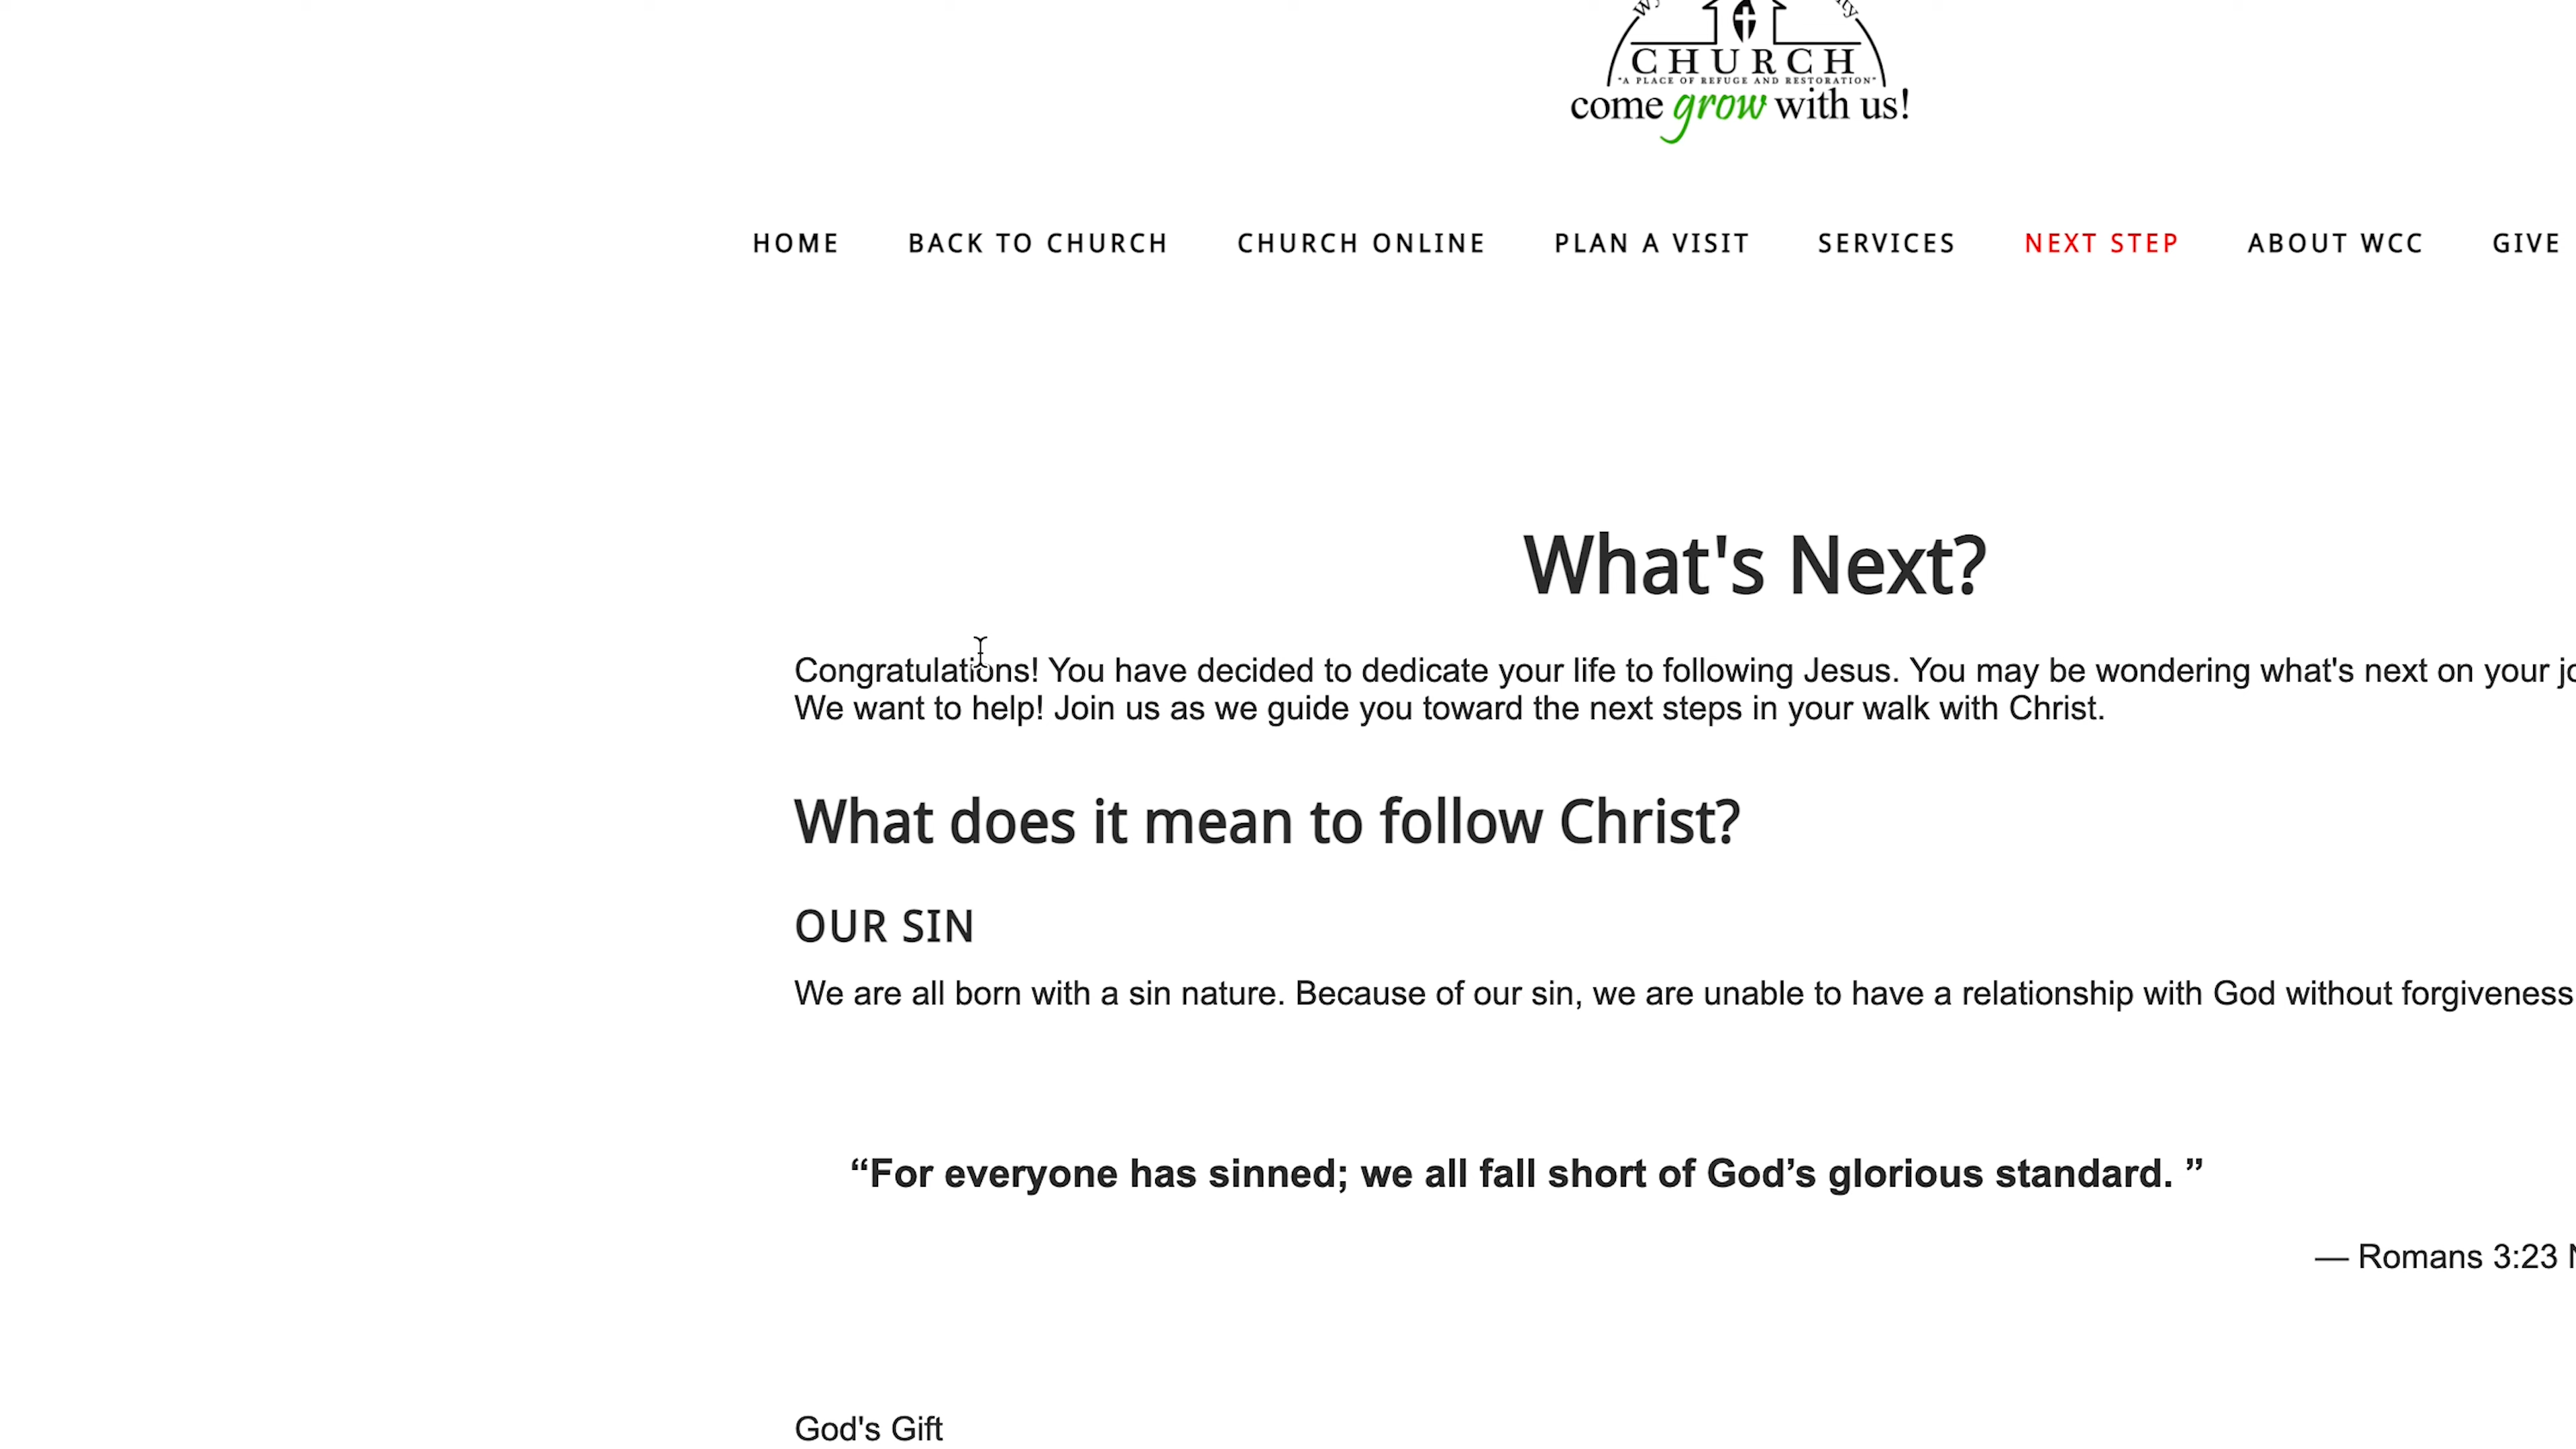 CHURCH
"A PLACE OF REFUGE AND RESTORATION"
come grow with us!
HOME BACK TO CHURCH CHURCH ONLINE PLAN A VISIT SERVICES NEXT STEP ABOUT WCC GIVE
What's Next?
Congratulations! You have decided to dedicate your life to following Jesus. You may be wondering what's next on your
We want to help! Join us as we guide you toward the next steps in your walk with Christ.
What does it mean to follow Christ?
OUR SIN
We are all born with a sin nature. Because of our sin, we are unable to have a relationship with God without forgiveness
“For everyone has sinned; we all fall short of God’s glorious standard. ”
— Romans 3:23
God's Gift